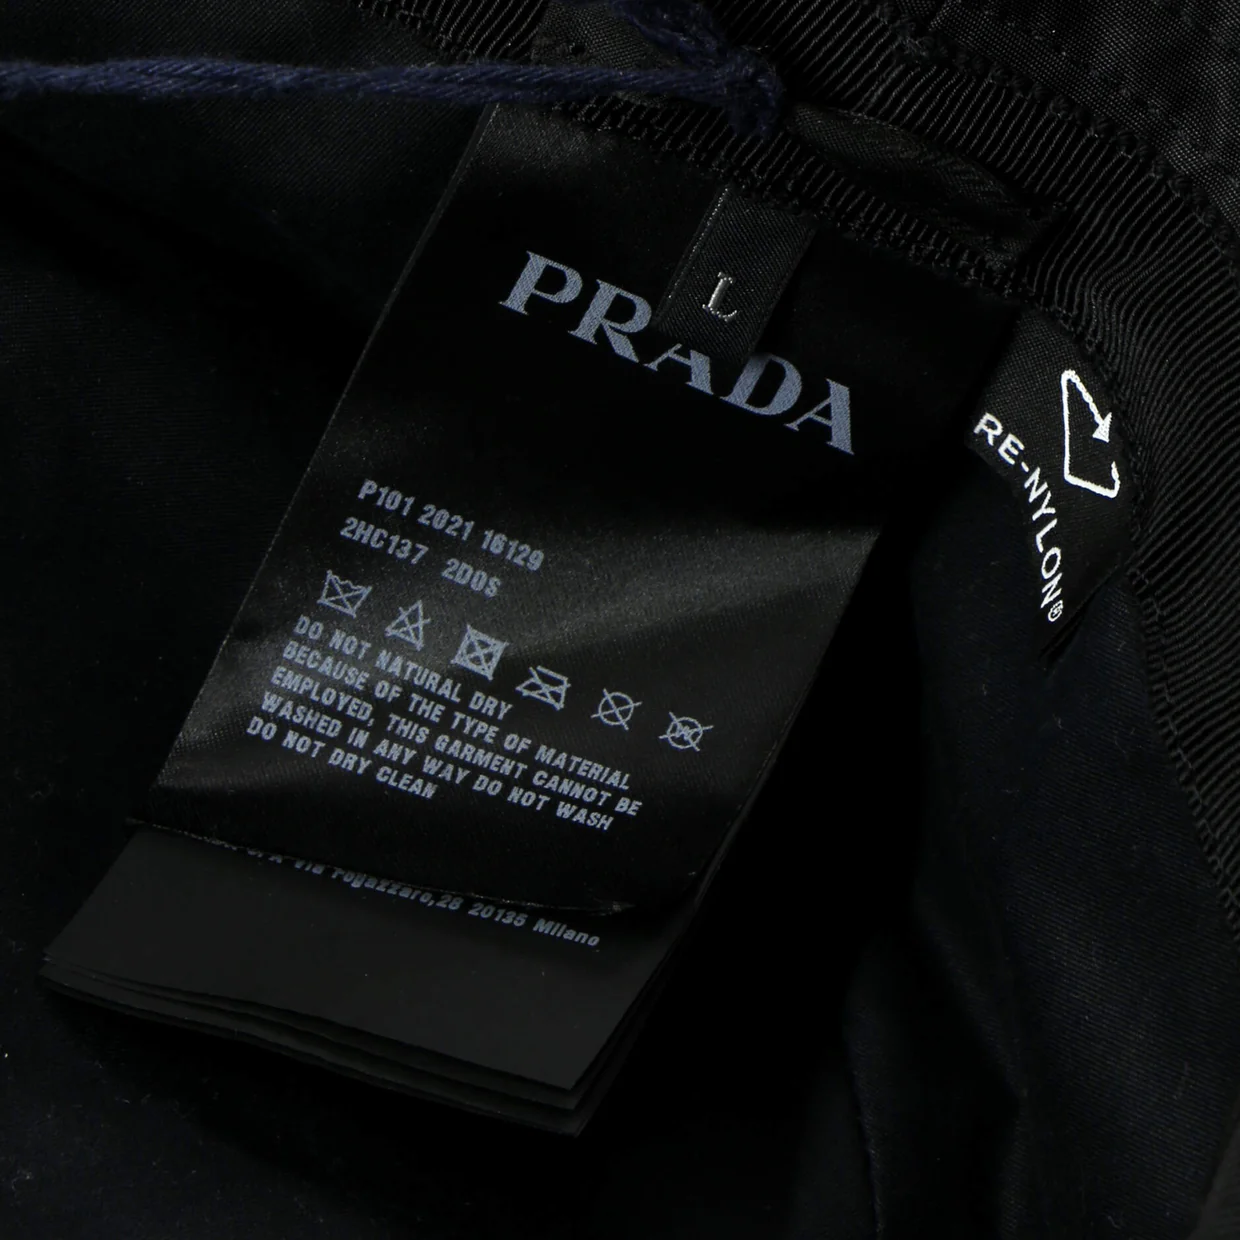 PRADA
L
RE-NYLON®
P101 2021 16129
2HC137 2D0S
DO NOT NATURAL DRY
BECAUSE OF THE TYPE OF MATERIAL
EMPLOYED, THIS GARMENT CANNOT BE
WASHED IN ANY WAY DO NOT WASH
DO NOT DRY CLEAN
Via Fogazzaro,28 20135 Milano